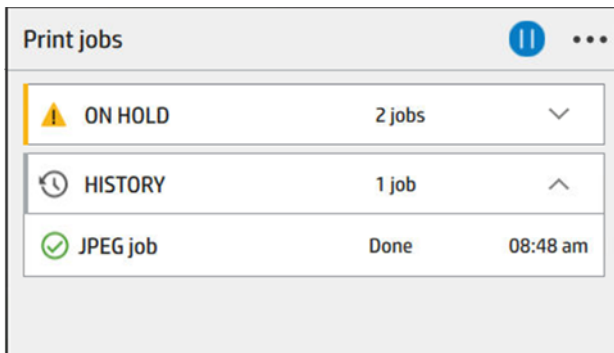 Print jobs
ON HOLD 2 jobs
HISTORY 1 job
JPEG job Done 08:48 am